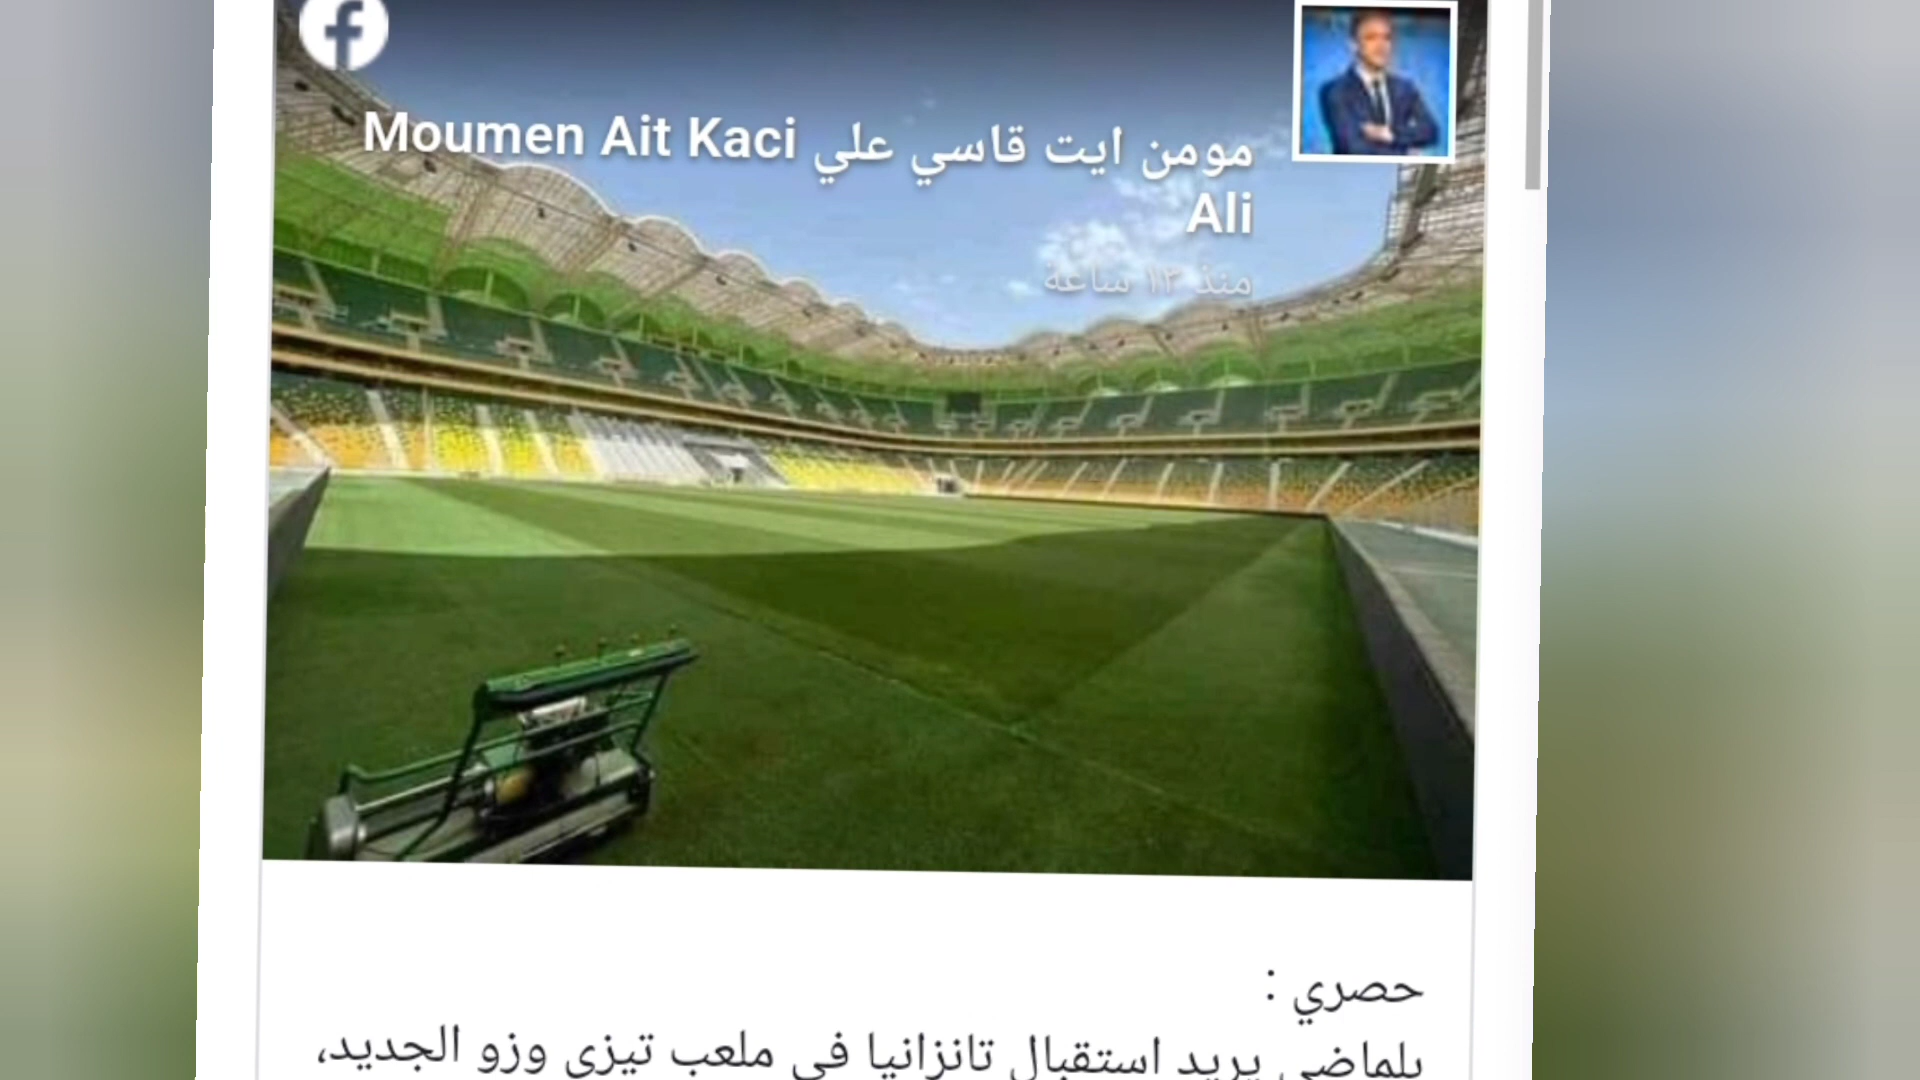 مومن ايت قاسي علي Moumen Ait Kaci
Ali
منذ ١٣ ساعة
حصري :
بلماضي يريد استقبال تانزانيا في ملعب تيزي وزو الجديد،